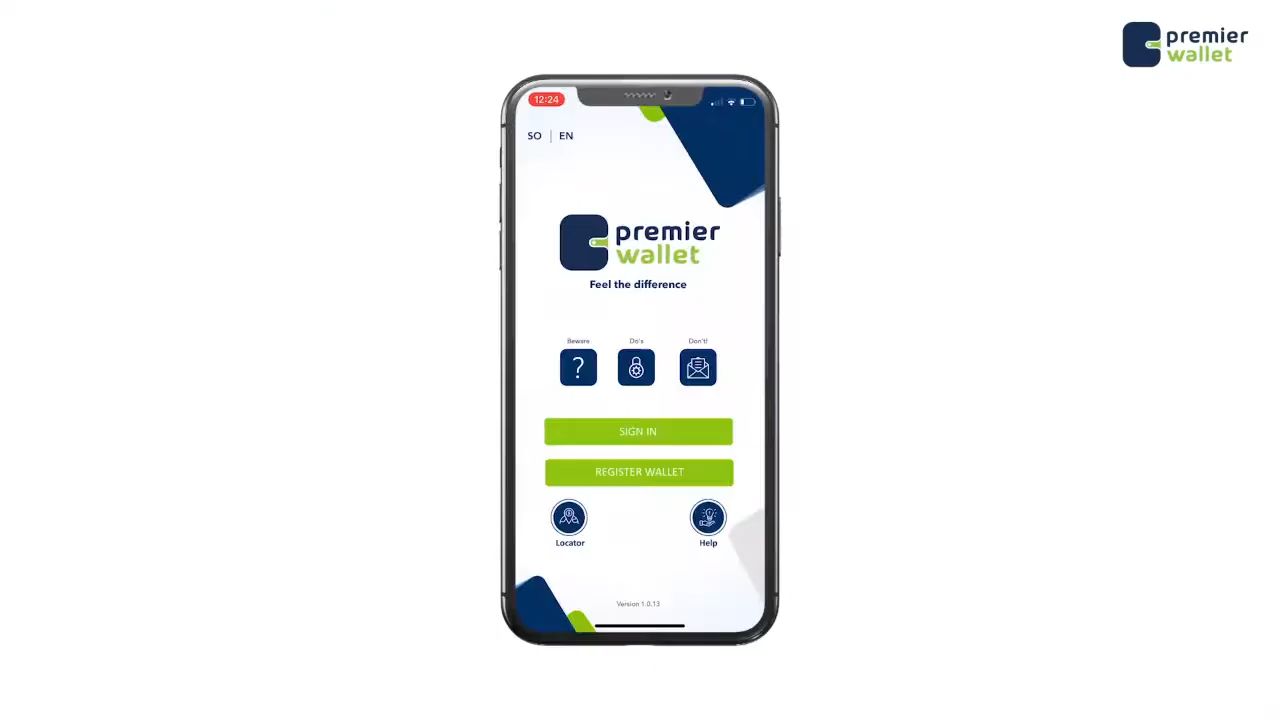 premier
wallet
12:24
SO | EN
premier
wallet
Feel the difference
Beware
Do's
Don't!
SIGN IN
REGISTER WALLET
Locator
Help
Version 1.0.13